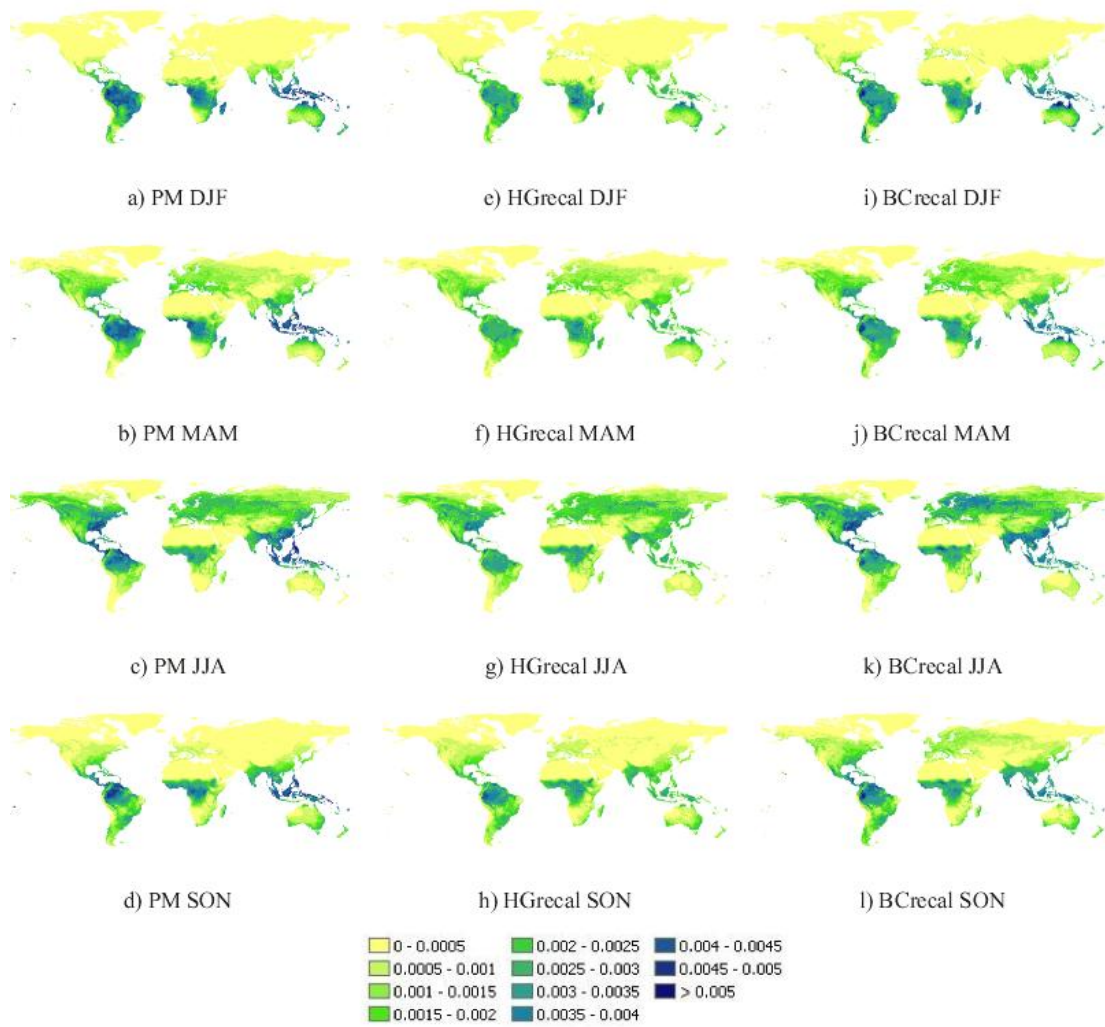 a) PM DJF
e) HGrecal DJF
i) BCrecal DJF
b) PM MAM
f) HGrecal MAM
j) BCrecal MAM
c) PM JJA
g) HGrecal JJA
k) BCrecal JJA
d) PM SON
h) HGrecal SON
l) BCrecal SON
0 - 0.0005
0.0005 - 0.001
0.001 - 0.0015
0.0015 - 0.002
0.002 - 0.0025
0.0025 - 0.003
0.003 - 0.0035
0.0035 - 0.004
0.004 - 0.0045
0.0045 - 0.005
> 0.005